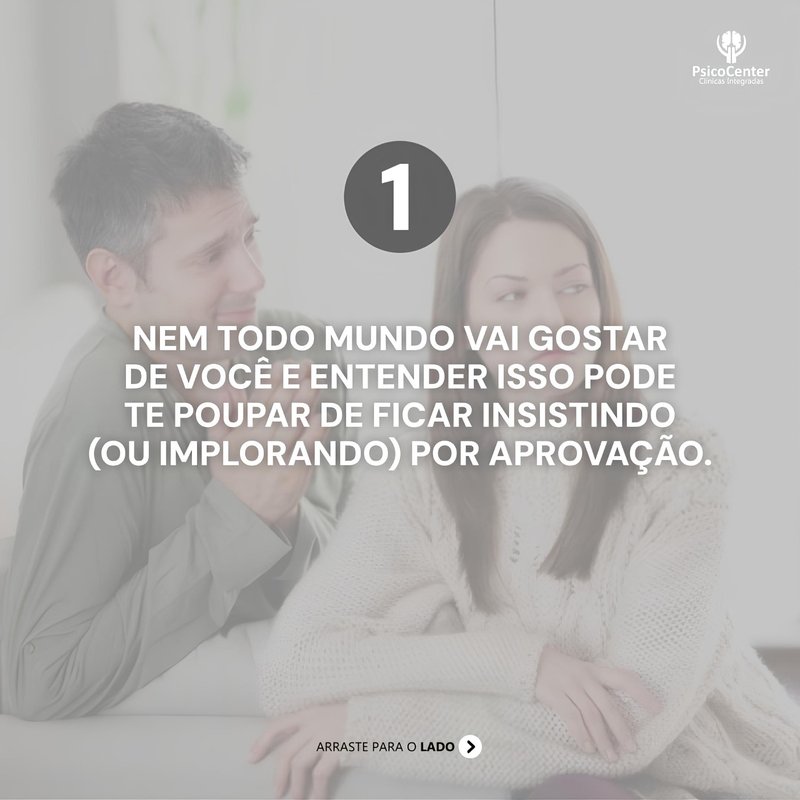 PsicoCenter
Clínicas Integradas
1
NEM TODO MUNDO VAI GOSTAR
DE VOCÊ E ENTENDER ISSO PODE
TE POUPAR DE FICAR INSISTINDO
(OU IMPLORANDO) POR APROVAÇÃO.
ARRASTE PARA O LADO